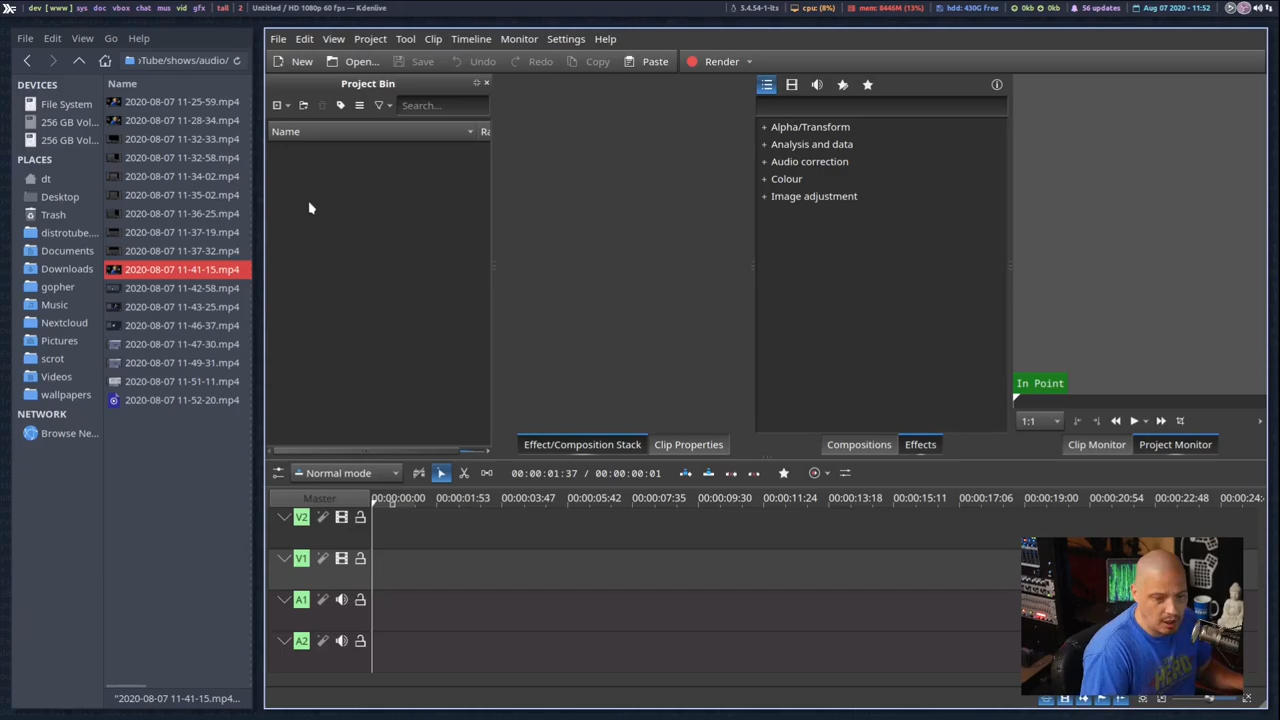 dev [ www ] sys doc vbox chat mus vid gfx tall 2 Untitled / HD 1080p 60 fps — Kdenlive 5.4.54-1-lts cpu: (8%) mem: 8446M (13%) hdd: 430G free 0kb 0kb 56 updates Aug 07 2020 - 11:52
File Edit View Go Help
File Edit View Project Tool Clip Timeline Monitor Settings Help
›Tube/shows/audio/
New Open... Save Undo Redo Copy Paste Render
DEVICES
File System
256 GB Vol...
256 GB Vol...
PLACES
dt
Desktop
Trash
distrotube....
Documents
Downloads
gopher
Music
Nextcloud
Pictures
scrot
Videos
wallpapers
NETWORK
Browse Ne...
Name
2020-08-07 11-25-59.mp4
2020-08-07 11-28-34.mp4
2020-08-07 11-32-33.mp4
2020-08-07 11-32-58.mp4
2020-08-07 11-34-02.mp4
2020-08-07 11-35-02.mp4
2020-08-07 11-36-25.mp4
2020-08-07 11-37-19.mp4
2020-08-07 11-37-32.mp4
2020-08-07 11-41-15.mp4
2020-08-07 11-42-58.mp4
2020-08-07 11-43-25.mp4
2020-08-07 11-46-37.mp4
2020-08-07 11-47-30.mp4
2020-08-07 11-49-31.mp4
2020-08-07 11-51-11.mp4
2020-08-07 11-52-20.mp4
"2020-08-07 11-41-15.mp4...
Project Bin
Search...
Name Ra
Effect/Composition Stack Clip Properties
+ Alpha/Transform
+ Analysis and data
+ Audio correction
+ Colour
+ Image adjustment
Compositions Effects
In Point
1:1
Clip Monitor Project Monitor
Normal mode 00:00:01:37 / 00:00:00:01
Master 00:00:00:00 00:00:01:53 00:00:03:47 00:00:05:42 00:00:07:35 00:00:09:30 00:00:11:24 00:00:13:18 00:00:15:11 00:00:17:06 00:00:19:00 00:00:20:54 00:00:22:48 00:00:24:4
V2
V1
A1
A2